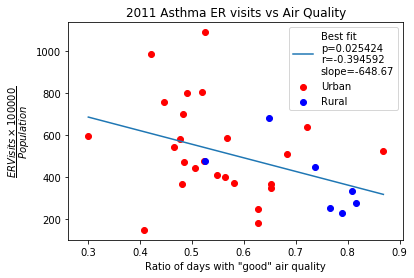 2011 Asthma ER visits vs Air Quality
Best fit
p=0.025424
r=-0.394592
slope=-648.67
Urban
Rural
1000
800
600
400
200
ERVisits × 100000
Population
0.3 0.4 0.5 0.6 0.7 0.8 0.9
Ratio of days with "good" air quality